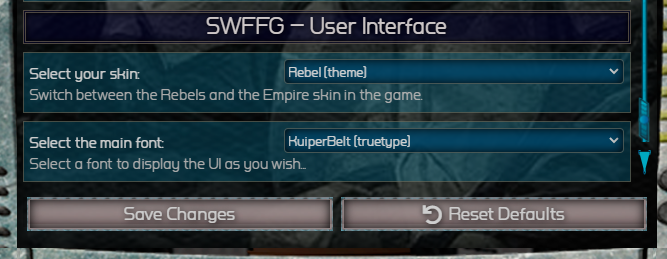 SWFFG – User Interface
Select your skin: Rebel (theme)
Switch between the Rebels and the Empire skin in the game.
Select the main font: KuiperBelt (truetype)
Select a font to display the UI as you wish...
Save Changes Reset Defaults